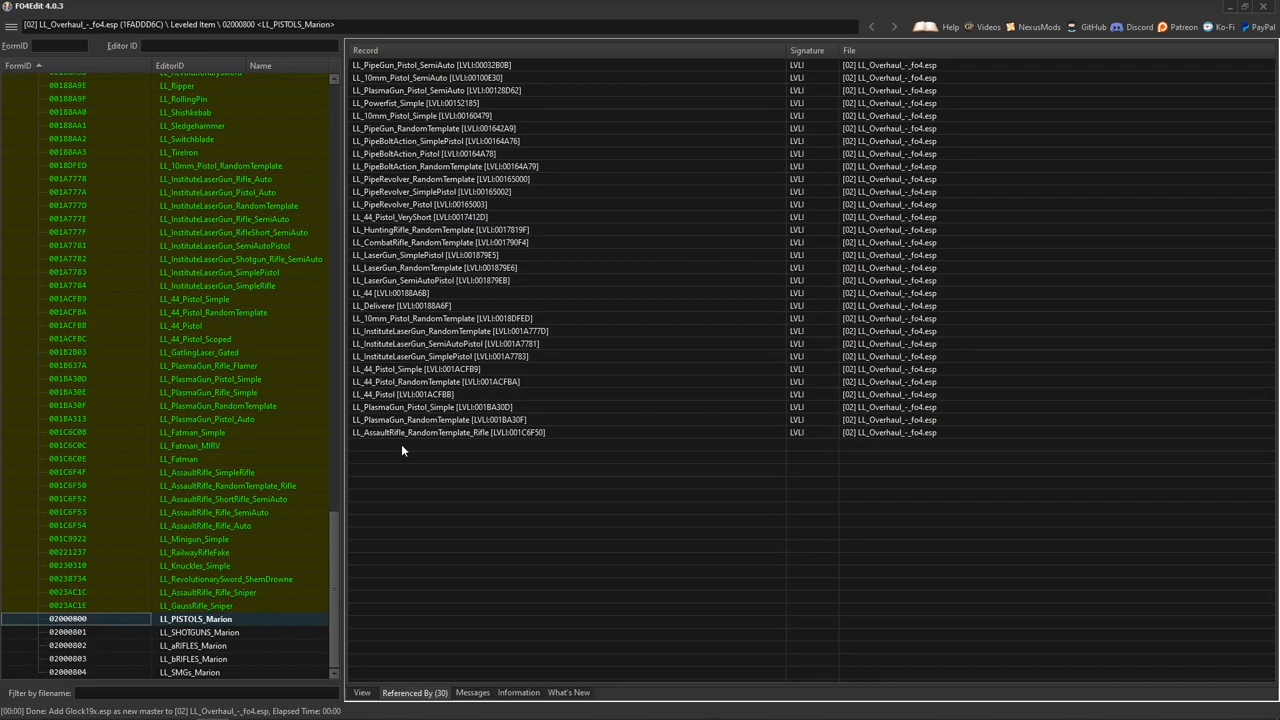 FO4Edit 4.0.3
[02] LL_Overhaul_-_fo4.esp (1FADDD6C) \ Leveled Item \ 02000800 <LL_PISTOLS_Marion>
Help Videos NexusMods GitHub Discord Patreon Ko-Fi PayPal
FormID Editor ID
FormID EditorID Name
LL_RevolutionarySword
00188A9E LL_Ripper
00188A9F LL_RollingPin
00188AA0 LL_Shishkebab
00188AA1 LL_Sledgehammer
00188AA2 LL_Switchblade
00188AA3 LL_TireIron
0018DFED LL_10mm_Pistol_RandomTemplate
001A7778 LL_InstituteLaserGun_Rifle_Auto
001A777A LL_InstituteLaserGun_Pistol_Auto
001A777D LL_InstituteLaserGun_RandomTemplate
001A777E LL_InstituteLaserGun_Rifle_SemiAuto
001A777F LL_InstituteLaserGun_RifleShort_SemiAuto
001A7781 LL_InstituteLaserGun_SemiAutoPistol
001A7782 LL_InstituteLaserGun_Shotgun_Rifle_SemiAuto
001A7783 LL_InstituteLaserGun_SimplePistol
001A7784 LL_InstituteLaserGun_SimpleRifle
001ACFB9 LL_44_Pistol_Simple
001ACFBA LL_44_Pistol_RandomTemplate
001ACFBB LL_44_Pistol
001ACFBC LL_44_Pistol_Scoped
001B2B03 LL_GatlingLaser_Gated
001B637A LL_PlasmaGun_Rifle_Flamer
001BA30D LL_PlasmaGun_Pistol_Simple
001BA30E LL_PlasmaGun_Rifle_Simple
001BA30F LL_PlasmaGun_RandomTemplate
001BA313 LL_PlasmaGun_Pistol_Auto
001C6C0B LL_Fatman_Simple
001C6C0C LL_Fatman_MIRV
001C6C0E LL_Fatman
001C6F4F LL_AssaultRifle_SimpleRifle
001C6F50 LL_AssaultRifle_RandomTemplate_Rifle
001C6F52 LL_AssaultRifle_ShortRifle_SemiAuto
001C6F53 LL_AssaultRifle_Rifle_SemiAuto
001C6F54 LL_AssaultRifle_Rifle_Auto
001C9922 LL_Minigun_Simple
00221237 LL_RailwayRifleFake
00230310 LL_Knuckles_Simple
00238734 LL_RevolutionarySword_ShemDrowne
0023AC1C LL_AssaultRifle_Rifle_Sniper
0023AC1E LL_GaussRifle_Sniper
02000800 LL_PISTOLS_Marion
02000801 LL_SHOTGUNS_Marion
02000802 LL_aRIFLES_Marion
02000803 LL_bRIFLES_Marion
02000804 LL_SMGs_Marion
Filter by filename:
Record Signature File
LL_PipeGun_Pistol_SemiAuto [LVLI:00032B0B] LVLI [02] LL_Overhaul_-_fo4.esp
LL_10mm_Pistol_SemiAuto [LVLI:00100E30] LVLI [02] LL_Overhaul_-_fo4.esp
LL_PlasmaGun_Pistol_SemiAuto [LVLI:00128D62] LVLI [02] LL_Overhaul_-_fo4.esp
LL_Powerfist_Simple [LVLI:00152185] LVLI [02] LL_Overhaul_-_fo4.esp
LL_10mm_Pistol_Simple [LVLI:00160479] LVLI [02] LL_Overhaul_-_fo4.esp
LL_PipeGun_RandomTemplate [LVLI:001642A9] LVLI [02] LL_Overhaul_-_fo4.esp
LL_PipeBoltAction_SimplePistol [LVLI:00164A76] LVLI [02] LL_Overhaul_-_fo4.esp
LL_PipeBoltAction_Pistol [LVLI:00164A78] LVLI [02] LL_Overhaul_-_fo4.esp
LL_PipeBoltAction_RandomTemplate [LVLI:00164A79] LVLI [02] LL_Overhaul_-_fo4.esp
LL_PipeRevolver_RandomTemplate [LVLI:00165000] LVLI [02] LL_Overhaul_-_fo4.esp
LL_PipeRevolver_SimplePistol [LVLI:00165002] LVLI [02] LL_Overhaul_-_fo4.esp
LL_PipeRevolver_Pistol [LVLI:00165003] LVLI [02] LL_Overhaul_-_fo4.esp
LL_44_Pistol_VeryShort [LVLI:0017412D] LVLI [02] LL_Overhaul_-_fo4.esp
LL_HuntingRifle_RandomTemplate [LVLI:0017819F] LVLI [02] LL_Overhaul_-_fo4.esp
LL_CombatRifle_RandomTemplate [LVLI:001790F4] LVLI [02] LL_Overhaul_-_fo4.esp
LL_LaserGun_SimplePistol [LVLI:001879E5] LVLI [02] LL_Overhaul_-_fo4.esp
LL_LaserGun_RandomTemplate [LVLI:001879E6] LVLI [02] LL_Overhaul_-_fo4.esp
LL_LaserGun_SemiAutoPistol [LVLI:001879EB] LVLI [02] LL_Overhaul_-_fo4.esp
LL_44 [LVLI:00188A6B] LVLI [02] LL_Overhaul_-_fo4.esp
LL_Deliverer [LVLI:00188A6F] LVLI [02] LL_Overhaul_-_fo4.esp
LL_10mm_Pistol_RandomTemplate [LVLI:0018DFED] LVLI [02] LL_Overhaul_-_fo4.esp
LL_InstituteLaserGun_RandomTemplate [LVLI:001A777D] LVLI [02] LL_Overhaul_-_fo4.esp
LL_InstituteLaserGun_SemiAutoPistol [LVLI:001A7781] LVLI [02] LL_Overhaul_-_fo4.esp
LL_InstituteLaserGun_SimplePistol [LVLI:001A7783] LVLI [02] LL_Overhaul_-_fo4.esp
LL_44_Pistol_Simple [LVLI:001ACFB9] LVLI [02] LL_Overhaul_-_fo4.esp
LL_44_Pistol_RandomTemplate [LVLI:001ACFBA] LVLI [02] LL_Overhaul_-_fo4.esp
LL_44_Pistol [LVLI:001ACFBB] LVLI [02] LL_Overhaul_-_fo4.esp
LL_PlasmaGun_Pistol_Simple [LVLI:001BA30D] LVLI [02] LL_Overhaul_-_fo4.esp
LL_PlasmaGun_RandomTemplate [LVLI:001BA30F] LVLI [02] LL_Overhaul_-_fo4.esp
LL_AssaultRifle_RandomTemplate_Rifle [LVLI:001C6F50] LVLI [02] LL_Overhaul_-_fo4.esp
View Referenced By (30) Messages Information What's New
[00:00] Done: Add Glock19x.esp as new master to [02] LL_Overhaul_-_fo4.esp, Elapsed Time: 00:00